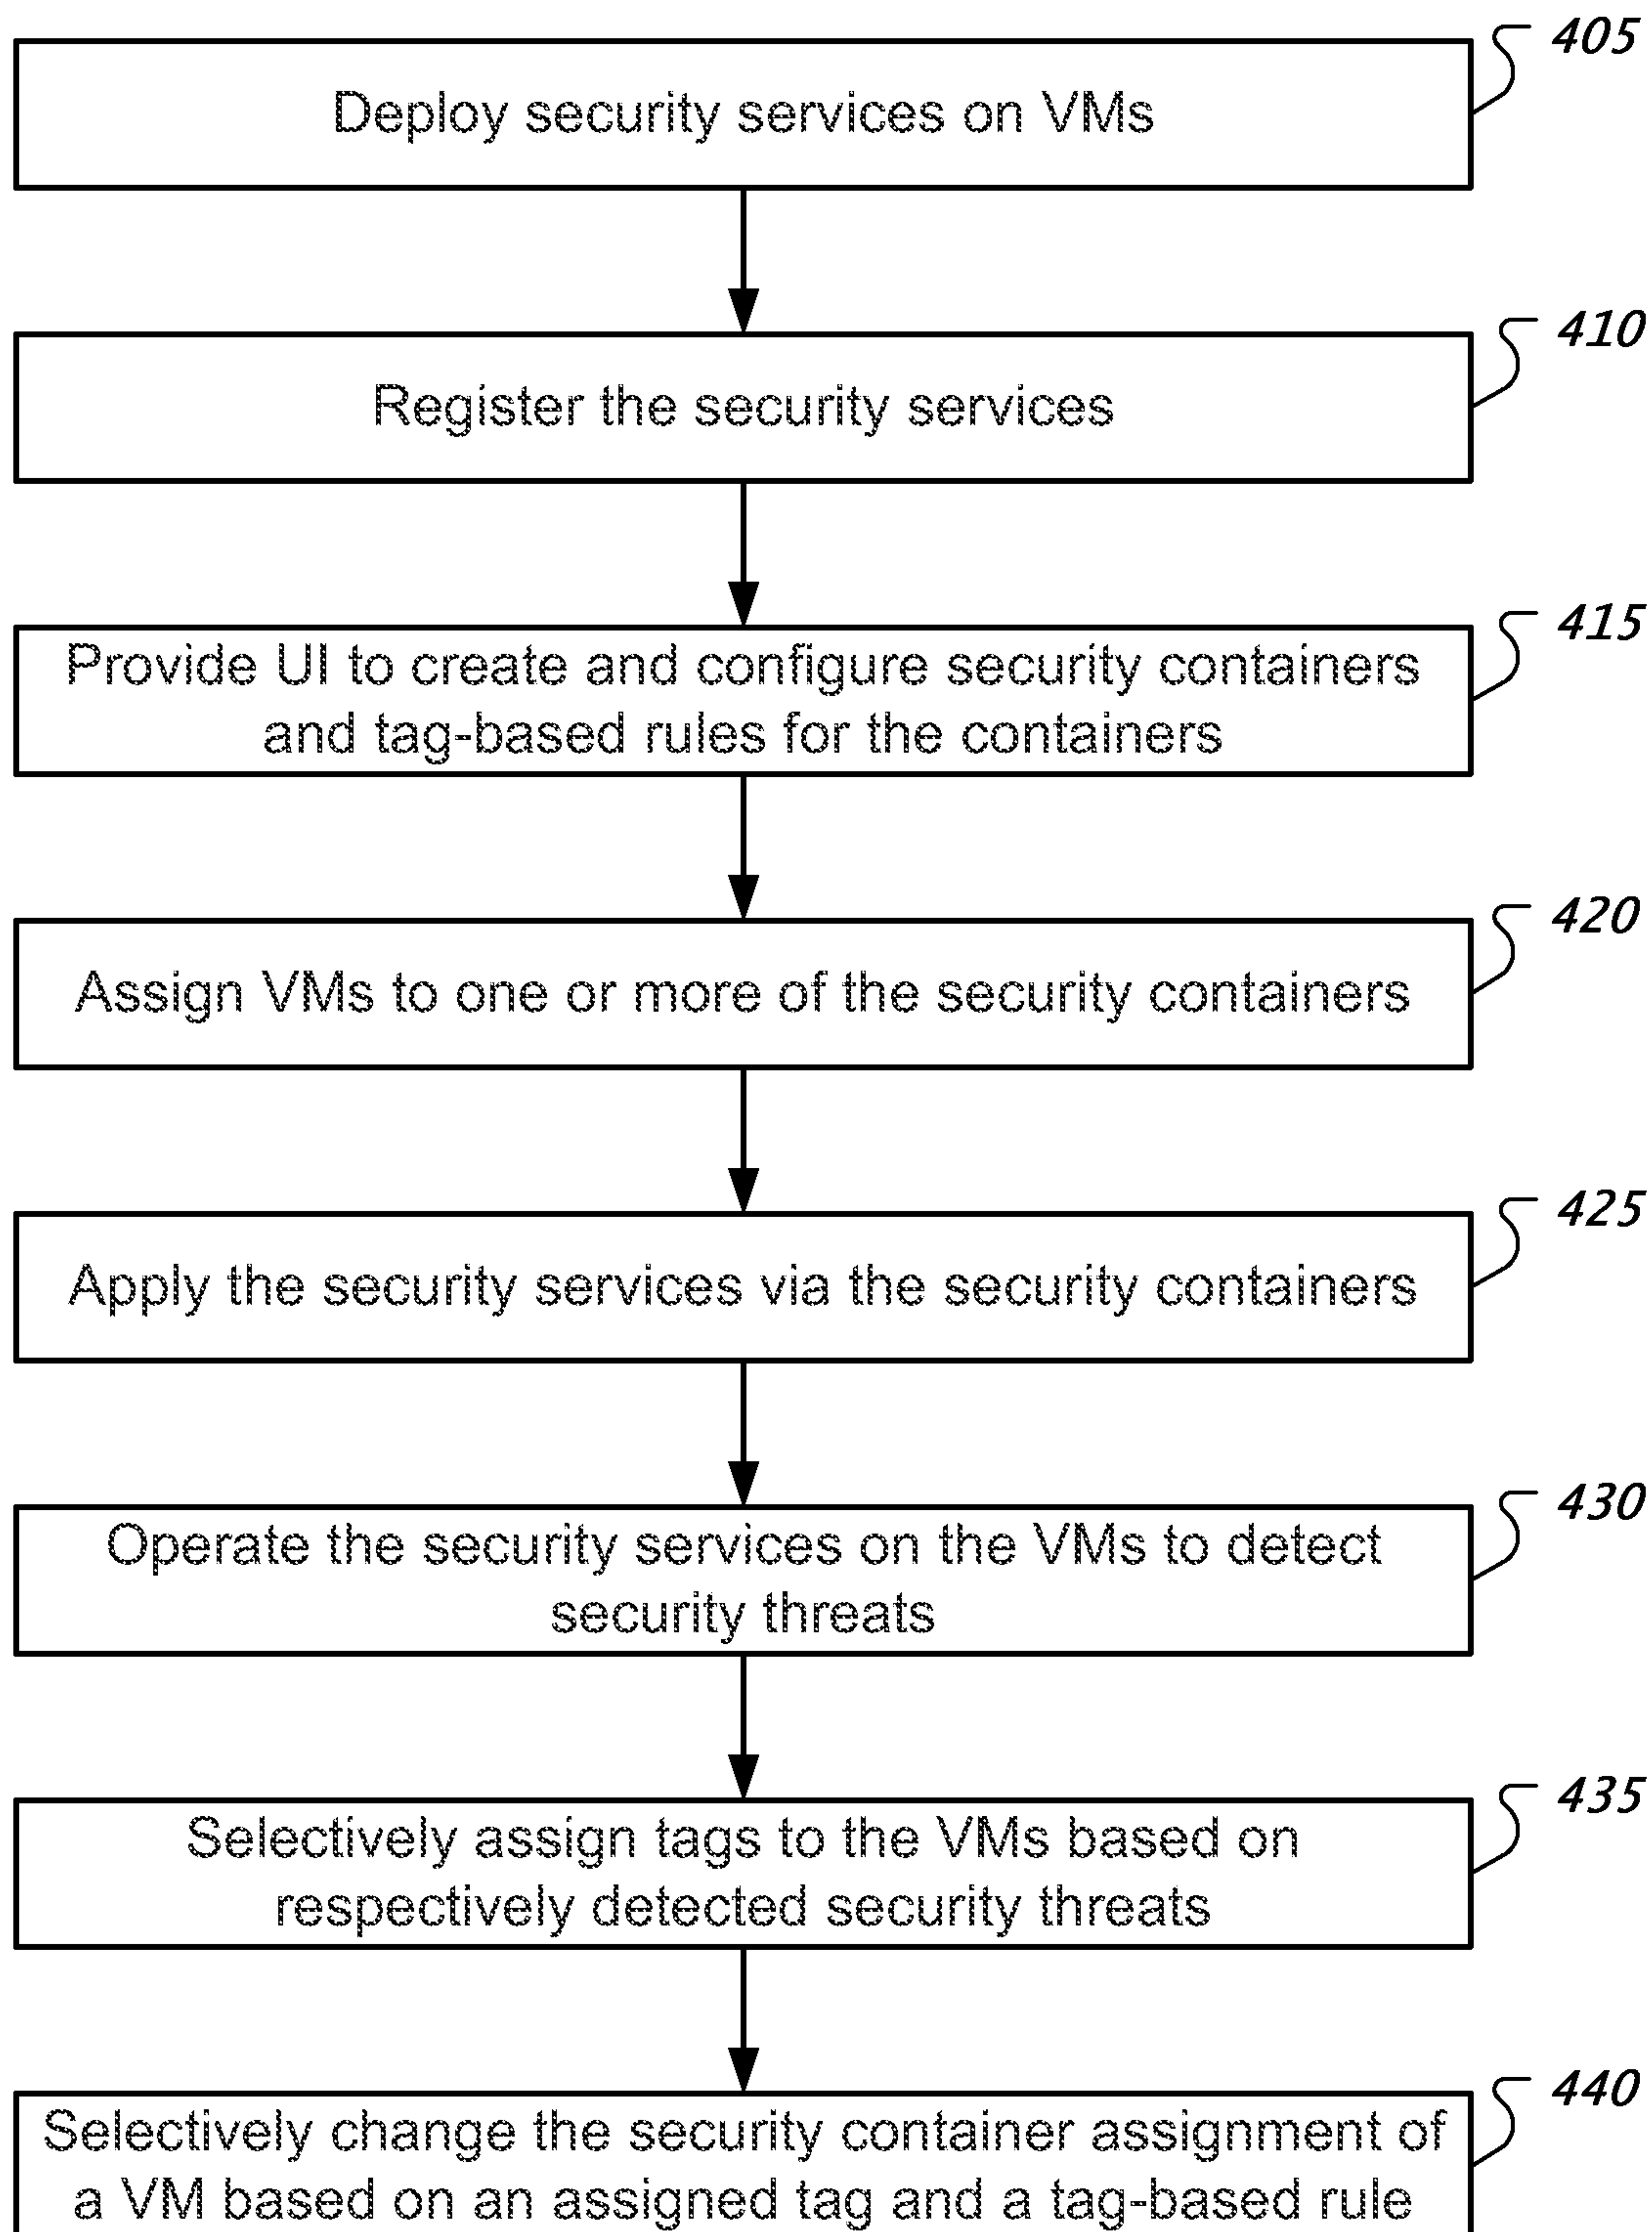 405
Deploy security services on VMs
410
Register the security services
415
Provide UI to create and configure security containers
and tag-based rules for the containers
420
Assign VMs to one or more of the security containers
425
Apply the security services via the security containers
430
Operate the security services on the VMs to detect
security threats
435
Selectively assign tags to the VMs based on
respectively detected security threats
440
Selectively change the security container assignment of
a VM based on an assigned tag and a tag-based rule